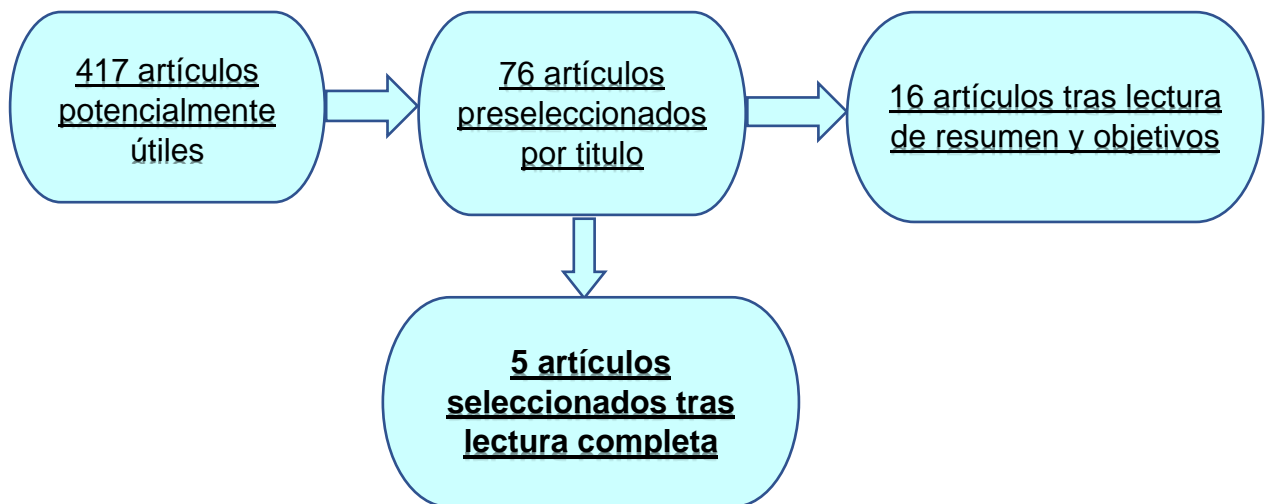 417 artículos
potencialmente
útiles
76 artículos
preseleccionados
por titulo
16 artículos tras lectura
de resumen y objetivos
5 artículos
seleccionados tras
lectura completa